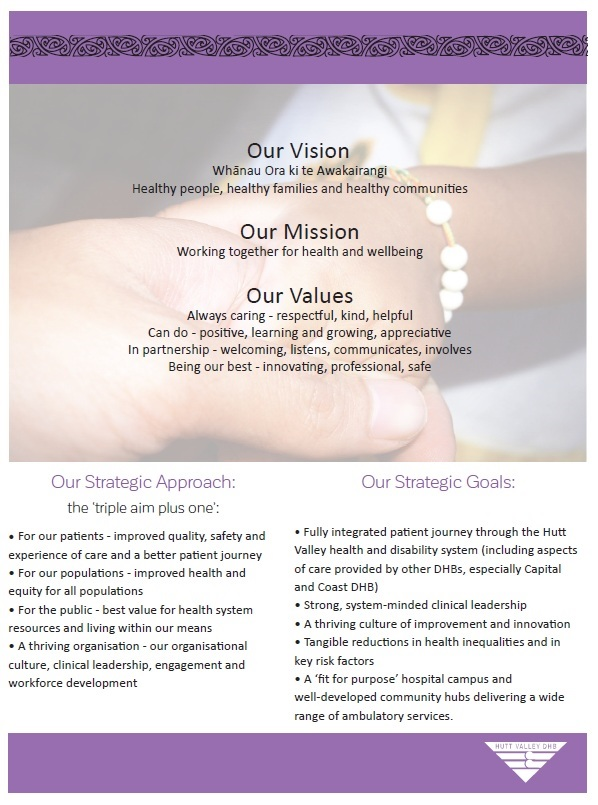 Our Vision
Whānau Ora ki te Awakairangi
Healthy people, healthy families and healthy communities
Our Mission
Working together for health and wellbeing
Our Values
Always caring - respectful, kind, helpful
Can do - positive, learning and growing, appreciative
In partnership - welcoming, listens, communicates, involves
Being our best - innovating, professional, safe
Our Strategic Approach:
the 'triple aim plus one':
• For our patients - improved quality, safety and
experience of care and a better patient journey
• For our populations - improved health and
equity for all populations
• For the public - best value for health system
resources and living within our means
• A thriving organisation - our organisational
culture, clinical leadership, engagement and
workforce development
Our Strategic Goals:
• Fully integrated patient journey through the Hutt
Valley health and disability system (including aspects
of care provided by other DHBs, especially Capital
and Coast DHB)
• Strong, system-minded clinical leadership
• A thriving culture of improvement and innovation
• Tangible reductions in health inequalities and in
key risk factors
• A ‘fit for purpose’ hospital campus and
well-developed community hubs delivering a wide
range of ambulatory services.
HUTT VALLEY DHB